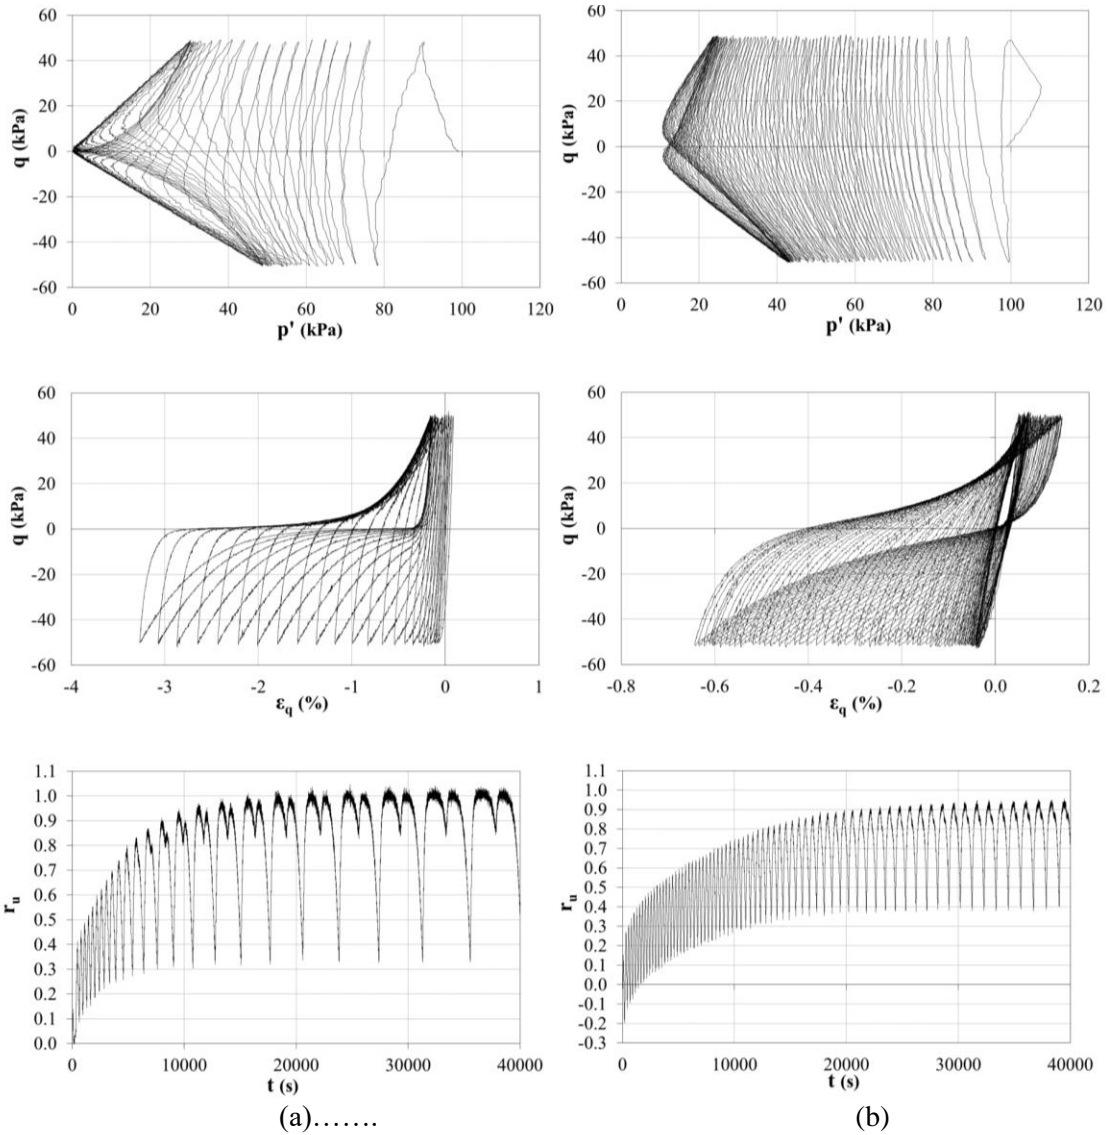 60
40
20
0
-20
-40
-60
q (kPa)
0 20 40 60 80 100 120
p' (kPa)
60
40
20
0
-20
-40
-60
q (kPa)
0 20 40 60 80 100 120
p' (kPa)
60
40
20
0
-20
-40
-60
q (kPa)
-4 -3 -2 -1 0 1
εq (%)
60
40
20
0
-20
-40
-60
q (kPa)
-0.8 -0.6 -0.4 -0.2 0.0 0.2
εq (%)
1.1
1.0
0.9
0.8
0.7
0.6
0.5
0.4
0.3
0.2
0.1
0.0
ru
0 10000 20000 30000 40000
t (s)
1.1
1.0
0.9
0.8
0.7
0.6
0.5
0.4
0.3
0.2
0.1
0.0
-0.1
-0.2
-0.3
ru
0 10000 20000 30000 40000
t (s)
(a)....... (b)